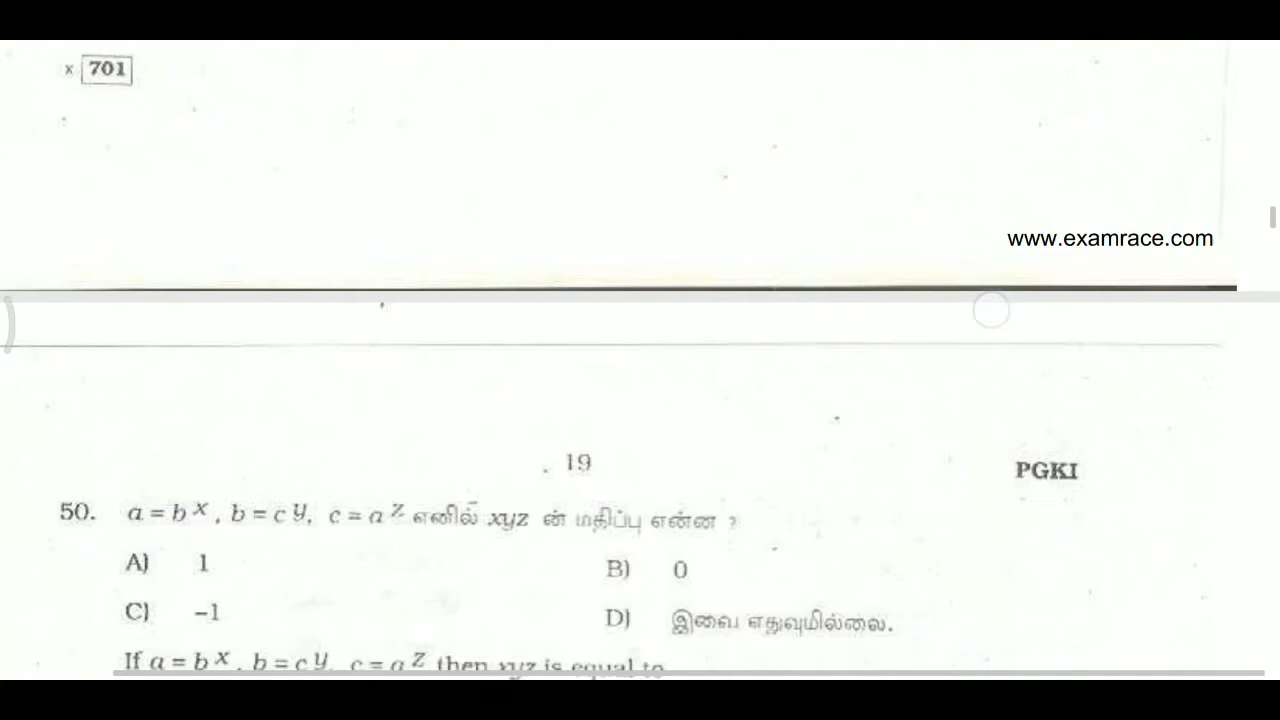 x 701
www.examrace.com
19
PGKI
50. a = b^x, b = c^y, c = a^z எனில் xyz ன் மதிப்பு என்ன ?
A) 1 B) 0
C) –1 D) இவை எதுவுமில்லை.
If a = b^x, b = c^y, c = a^z then xyz is equal to